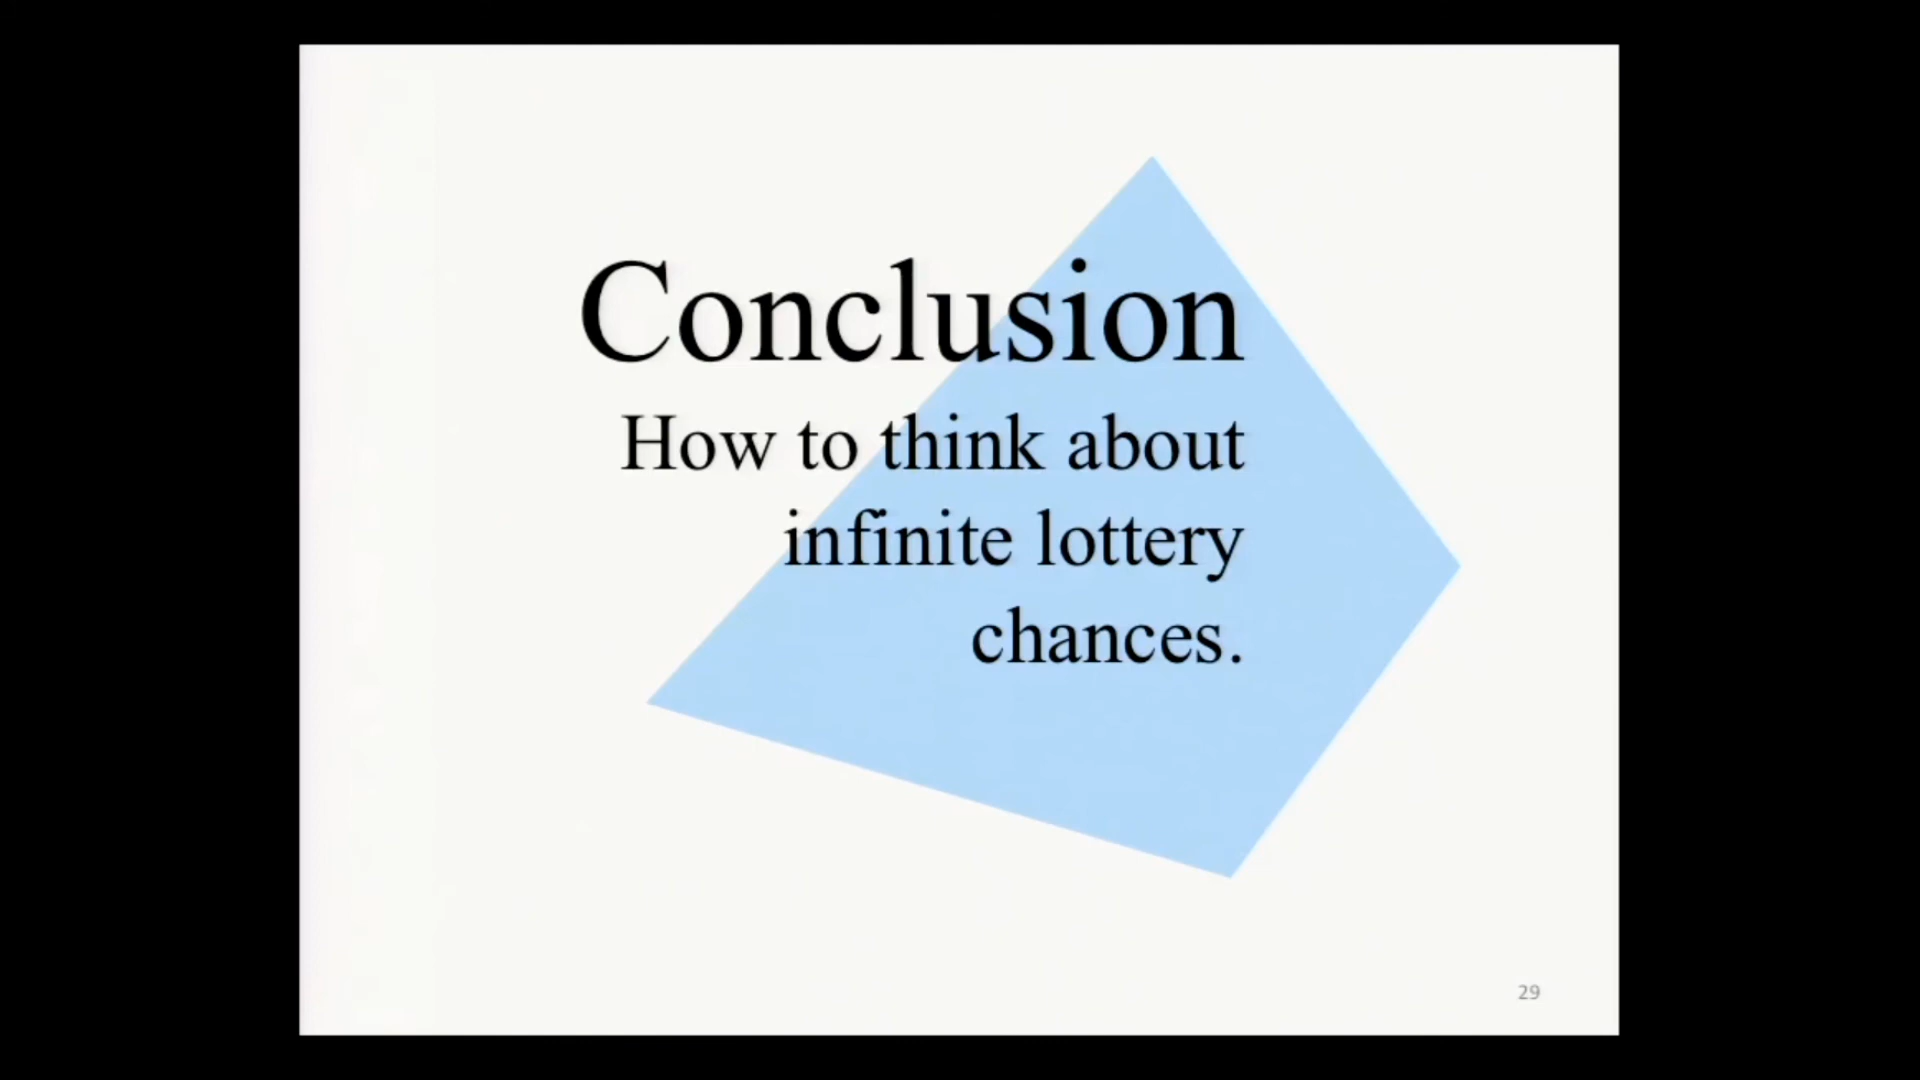 Conclusion
How to think about
infinite lottery
chances.
29